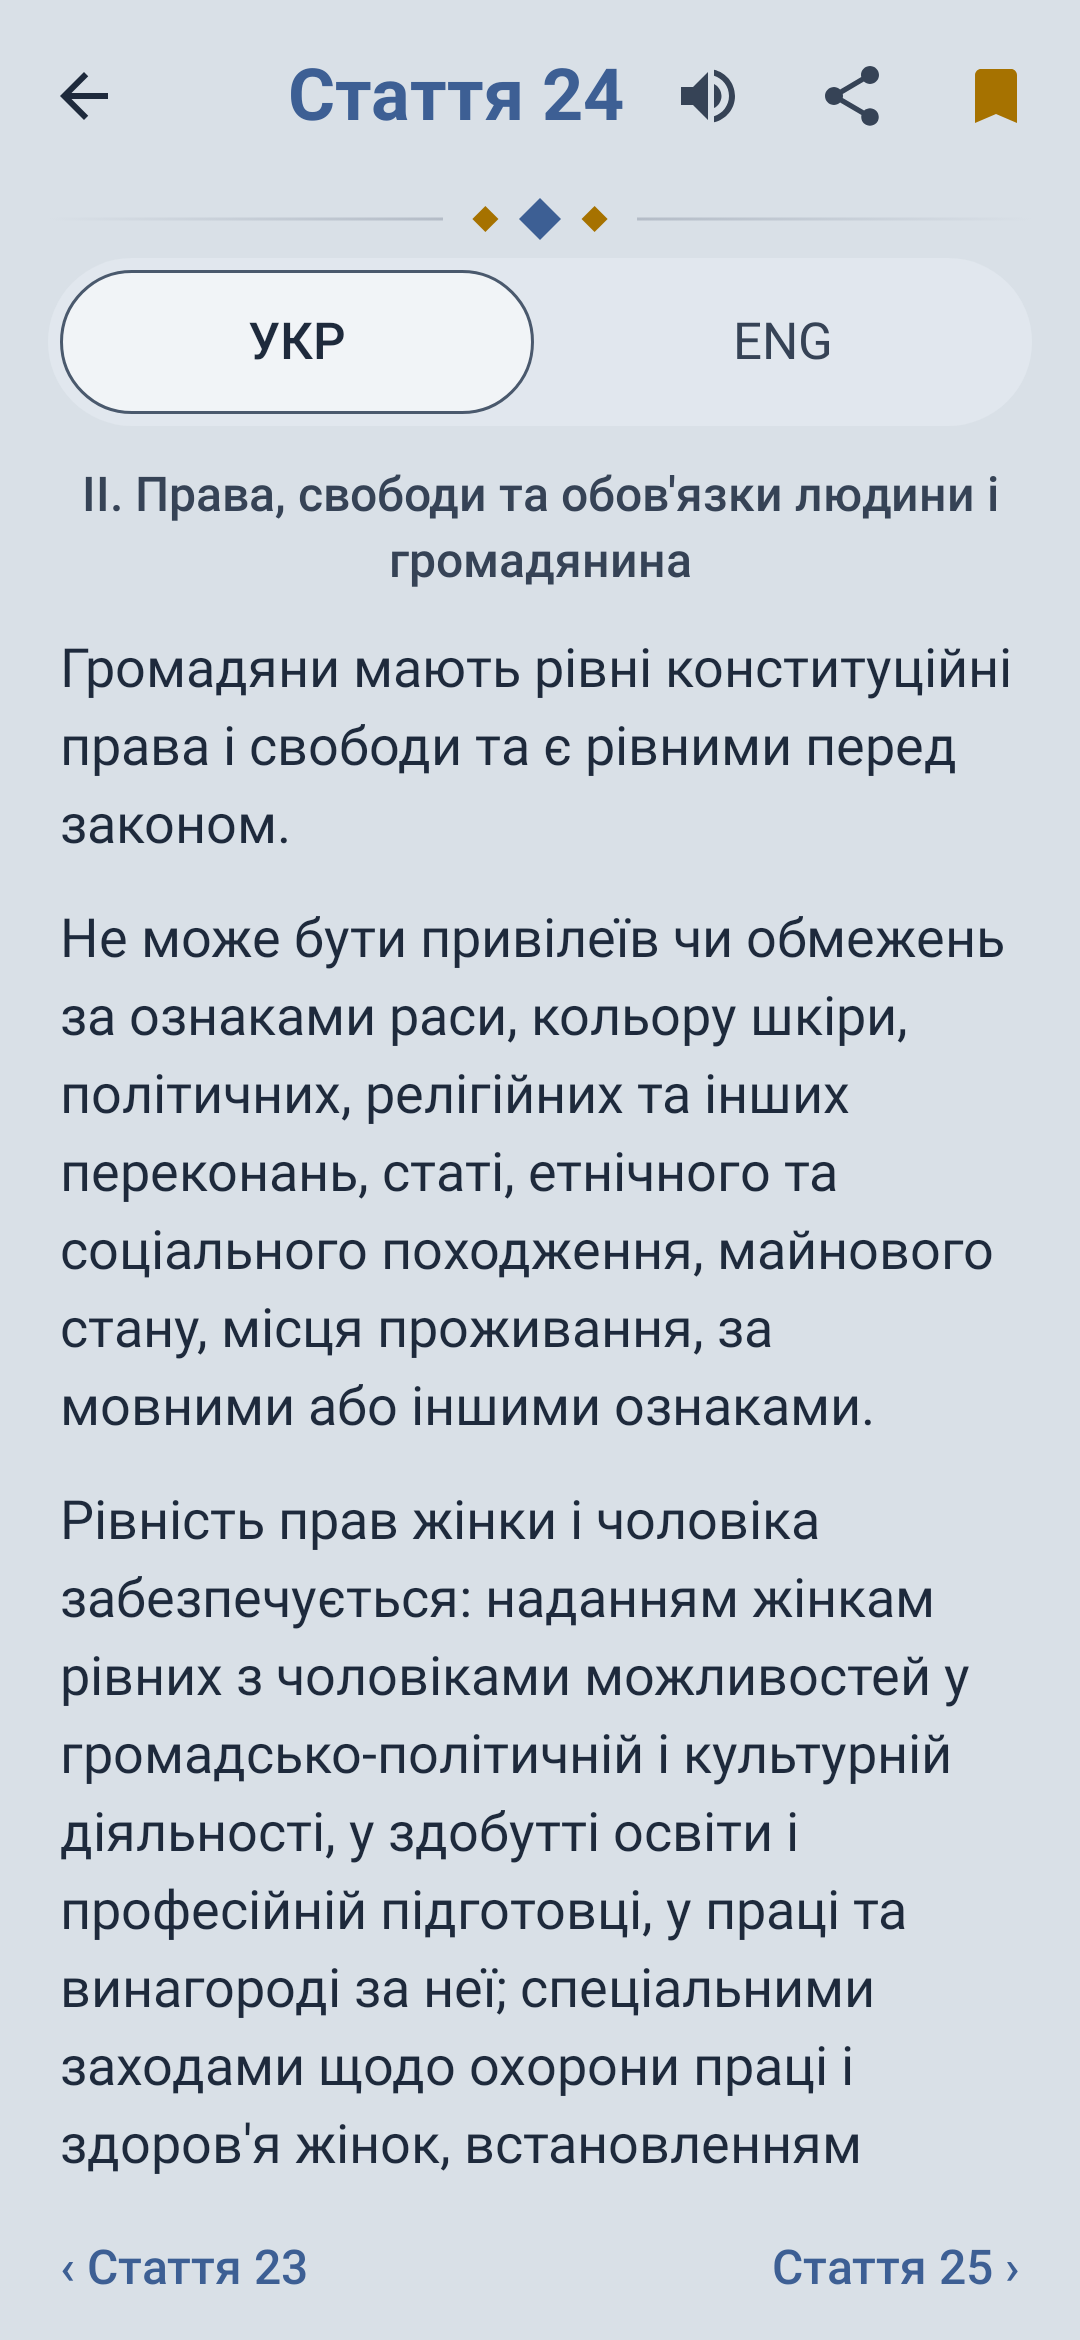 Стаття 24
УКР
ENG
II. Права, свободи та обов'язки людини і
громадянина
Громадяни мають рівні конституційні
права і свободи та є рівними перед
законом.
Не може бути привілеїв чи обмежень
за ознаками раси, кольору шкіри,
політичних, релігійних та інших
переконань, статі, етнічного та
соціального походження, майнового
стану, місця проживання, за
мовними або іншими ознаками.
Рівність прав жінки і чоловіка
забезпечується: наданням жінкам
рівних з чоловіками можливостей у
громадсько-політичній і культурній
діяльності, у здобутті освіти і
професійній підготовці, у праці та
винагороді за неї; спеціальними
заходами щодо охорони праці і
здоров'я жінок, встановленням
‹ Стаття 23
Стаття 25 ›